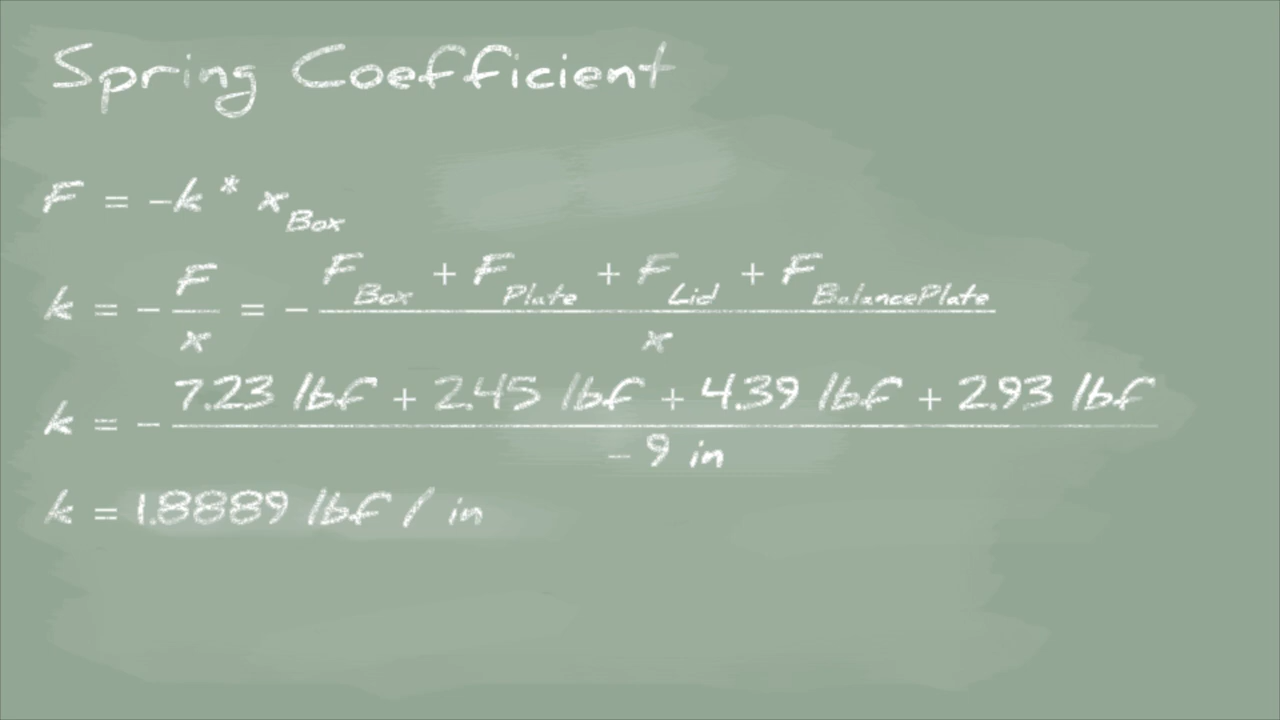 Spring Coefficient
F = -k * x_Box
k = - F/x = - (F_Box + F_Plate + F_Lid + F_BalancePlate)/x
k = - (7.23 lbf + 2.45 lbf + 4.39 lbf + 2.93 lbf)/(-9 in)
k = 1.8889 lbf / in